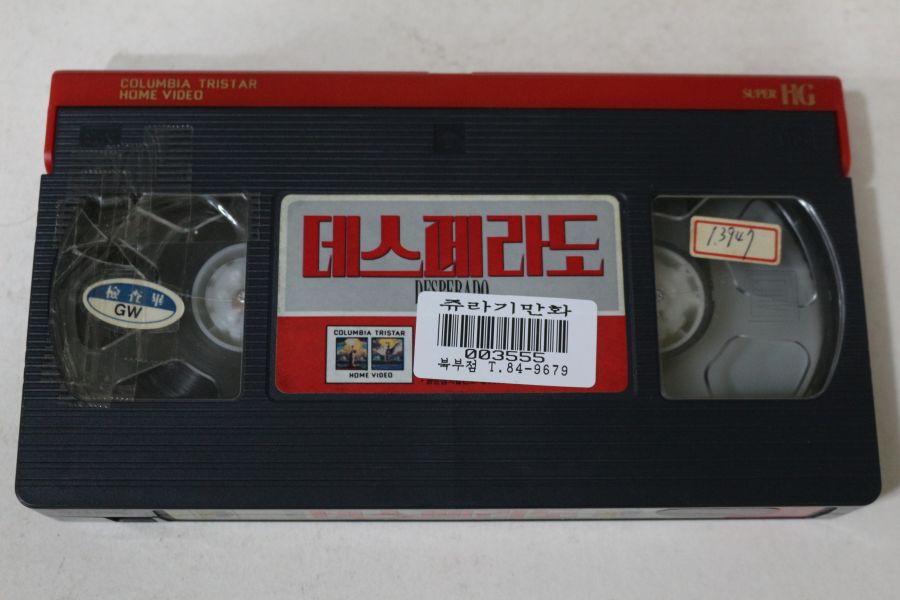 COLUMBIA TRISTAR
HOME VIDEO
SUPER HG
데스페라도
DESPERADO
쥬라기만화
003555
북부점 T.84-9679
COLUMBIA TRISTAR
HOME VIDEO
檢査畢
GW
13947